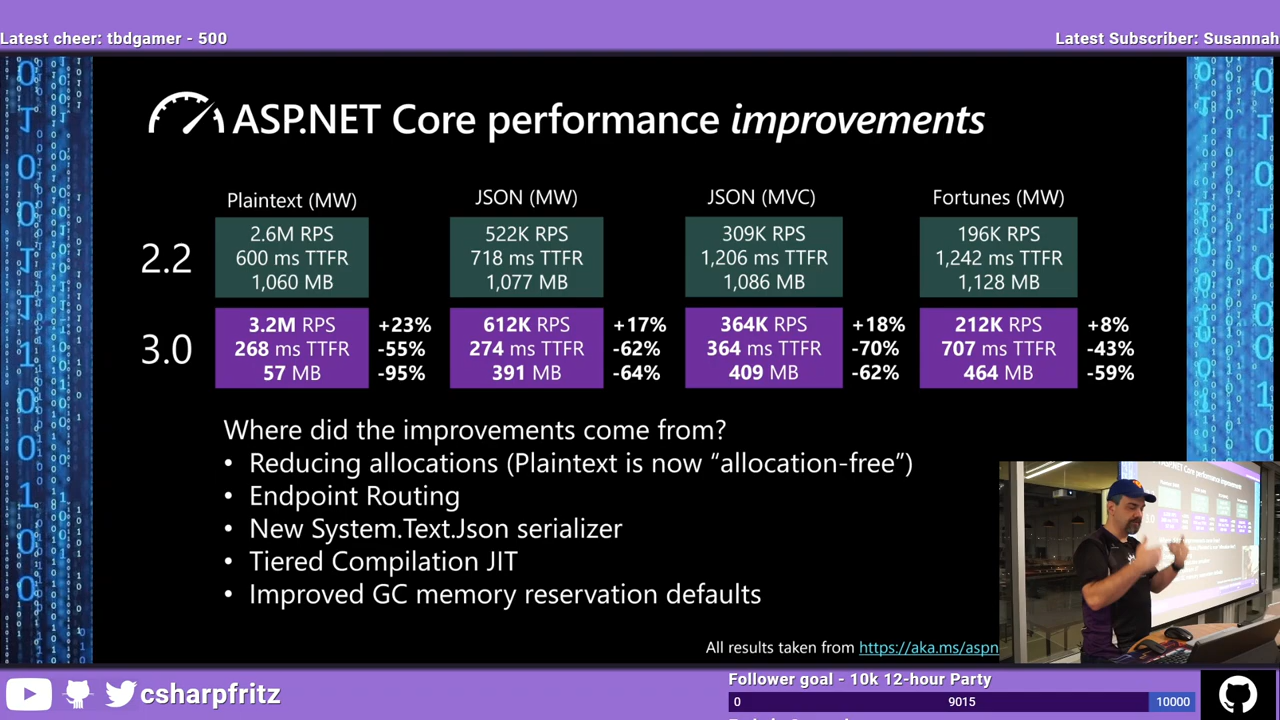 Latest cheer: tbdgamer - 500
Latest Subscriber: Susannah
ASP.NET Core performance improvements
Plaintext (MW)
JSON (MW)
JSON (MVC)
Fortunes (MW)
2.2
2.6M RPS
600 ms TTFR
1,060 MB
522K RPS
718 ms TTFR
1,077 MB
309K RPS
1,206 ms TTFR
1,086 MB
196K RPS
1,242 ms TTFR
1,128 MB
3.0
3.2M RPS
268 ms TTFR
57 MB
+23%
-55%
-95%
612K RPS
274 ms TTFR
391 MB
+17%
-62%
-64%
364K RPS
364 ms TTFR
409 MB
+18%
-70%
-62%
212K RPS
707 ms TTFR
464 MB
+8%
-43%
-59%
Where did the improvements come from?
• Reducing allocations (Plaintext is now “allocation-free”)
• Endpoint Routing
• New System.Text.Json serializer
• Tiered Compilation JIT
• Improved GC memory reservation defaults
All results taken from https://aka.ms/aspn
ASP.NET Core performance improvements
csharpfritz
Follower goal - 10k 12-hour Party
0
9015
10000